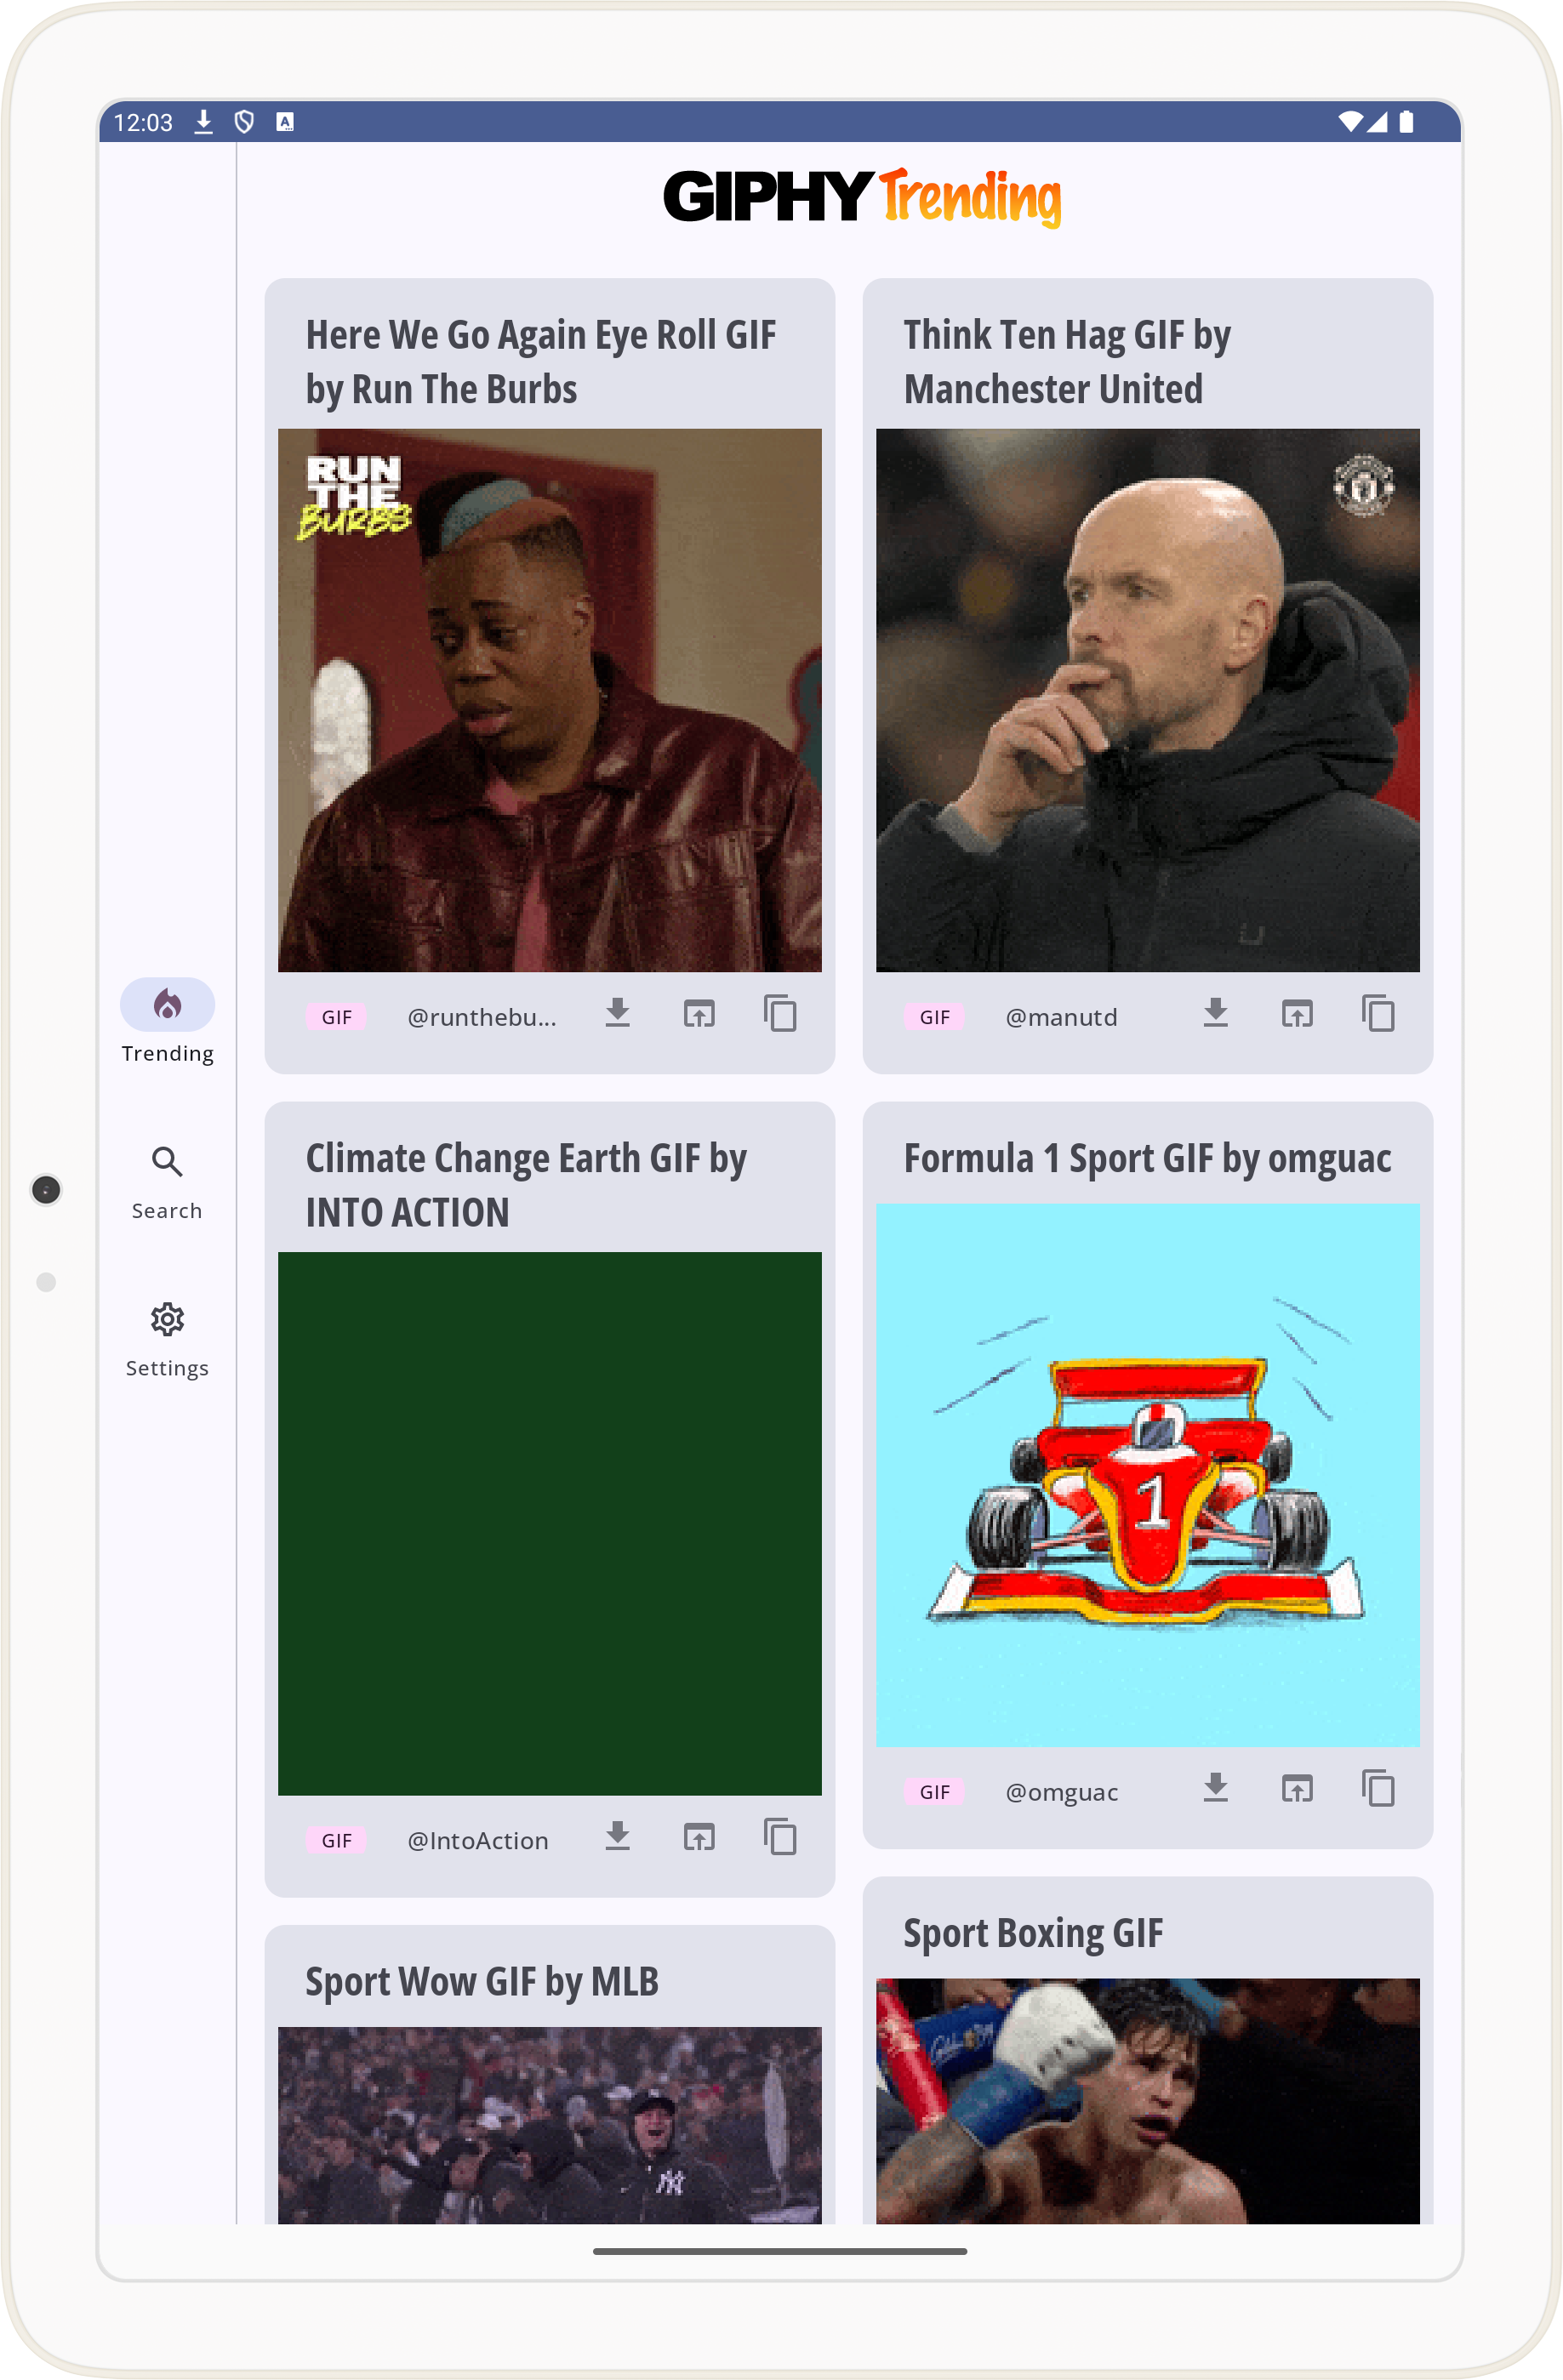 12:03
GIPHY Trending
Here We Go Again Eye Roll GIF
by Run The Burbs
RUN
THE
BURBS
GIF
@runthebu...
Think Ten Hag GIF by
Manchester United
GIF
@manutd
Trending
Search
Settings
Climate Change Earth GIF by
INTO ACTION
GIF
@IntoAction
Formula 1 Sport GIF by omguac
1
GIF
@omguac
Sport Wow GIF by MLB
NY
Sport Boxing GIF